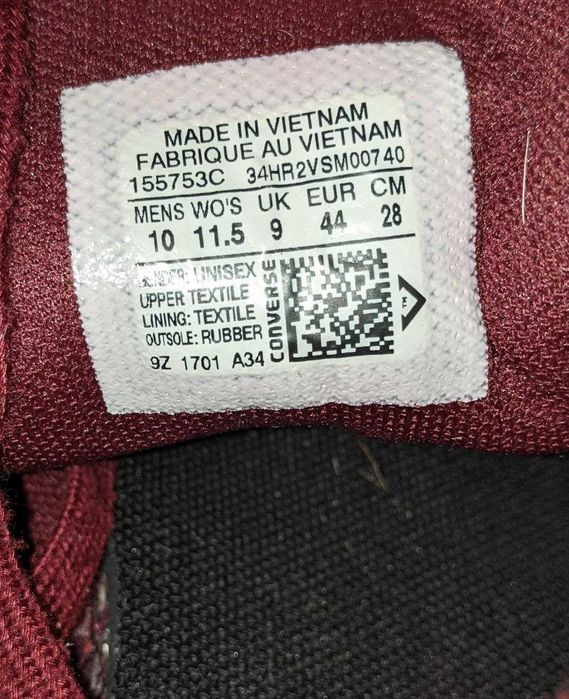 MADE IN VIETNAM
FABRIQUE AU VIETNAM
155753C 34HR2VSM00740
MENS WO'S UK EUR CM
10 11.5 9 44 28
GENDER: UNISEX
UPPER TEXTILE
LINING: TEXTILE
OUTSOLE: RUBBER
9Z 1701 A34
CONVERSE
E